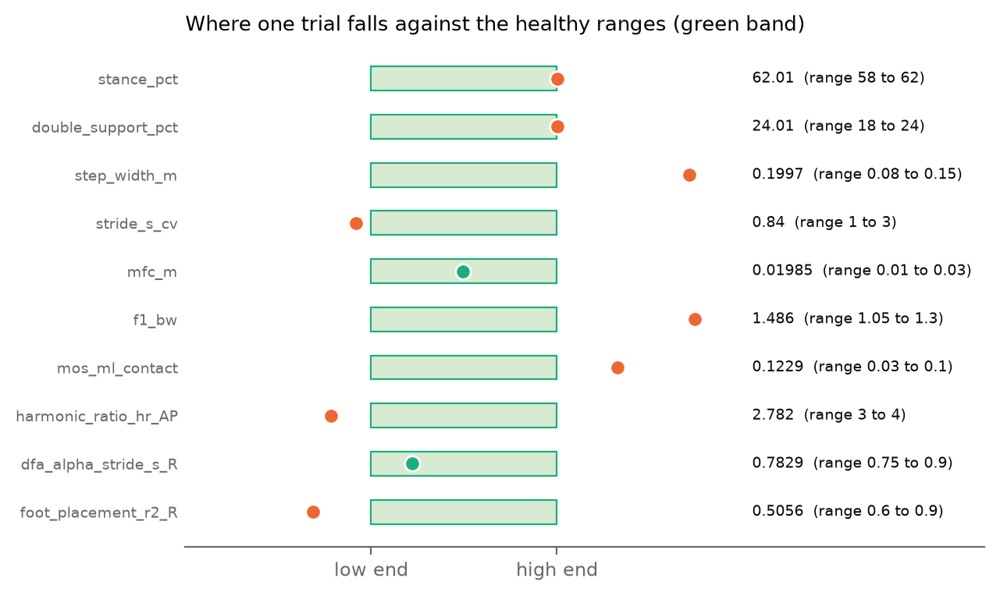 Where one trial falls against the healthy ranges (green band)
stance_pct 62.01 (range 58 to 62)
double_support_pct 24.01 (range 18 to 24)
step_width_m 0.1997 (range 0.08 to 0.15)
stride_s_cv 0.84 (range 1 to 3)
mfc_m 0.01985 (range 0.01 to 0.03)
f1_bw 1.486 (range 1.05 to 1.3)
mos_ml_contact 0.1229 (range 0.03 to 0.1)
harmonic_ratio_hr_AP 2.782 (range 3 to 4)
dfa_alpha_stride_s_R 0.7829 (range 0.75 to 0.9)
foot_placement_r2_R 0.5056 (range 0.6 to 0.9)
low end high end